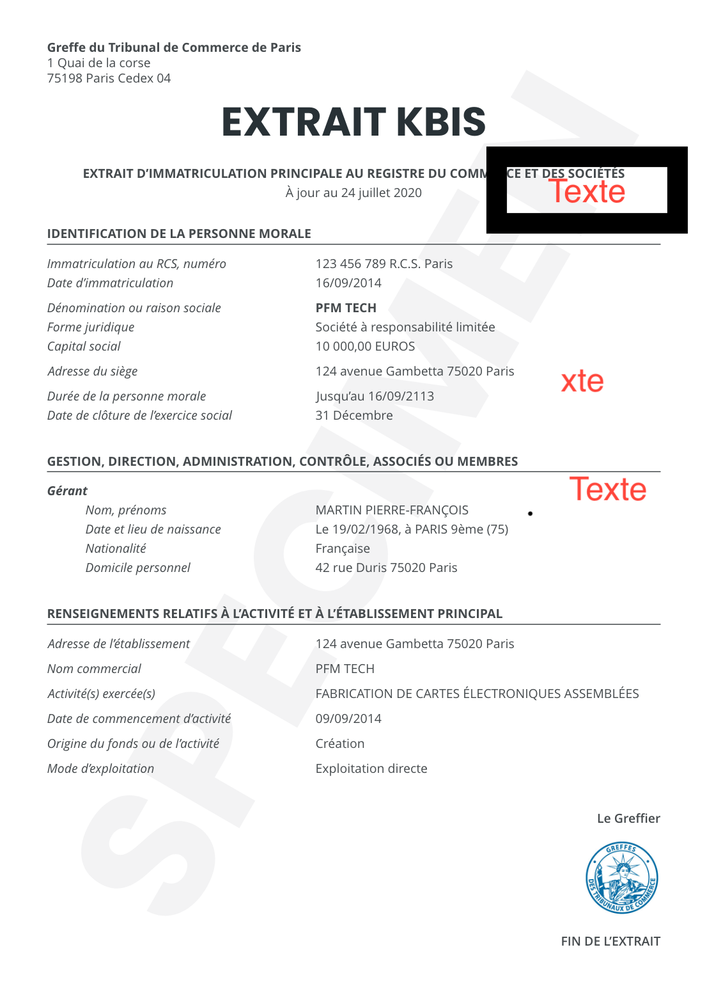 Greffe du Tribunal de Commerce de Paris
1 Quai de la corse
75198 Paris Cedex 04
EXTRAIT KBIS
EXTRAIT D’IMMATRICULATION PRINCIPALE AU REGISTRE DU COMM CE ET DES SOCIÉTÉS
Texte
À jour au 24 juillet 2020
IDENTIFICATION DE LA PERSONNE MORALE
Immatriculation au RCS, numéro 123 456 789 R.C.S. Paris
Date d’immatriculation 16/09/2014
Dénomination ou raison sociale PFM TECH
Forme juridique Société à responsabilité limitée
Capital social 10 000,00 EUROS
Adresse du siège 124 avenue Gambetta 75020 Paris
xte
Durée de la personne morale Jusqu’au 16/09/2113
Date de clôture de l’exercice social 31 Décembre
GESTION, DIRECTION, ADMINISTRATION, CONTRÔLE, ASSOCIÉS OU MEMBRES
Gérant
Texte
Nom, prénoms MARTIN PIERRE-FRANÇOIS
Date et lieu de naissance Le 19/02/1968, à PARIS 9ème (75)
Nationalité Française
Domicile personnel 42 rue Duris 75020 Paris
RENSEIGNEMENTS RELATIFS À L’ACTIVITÉ ET À L’ÉTABLISSEMENT PRINCIPAL
Adresse de l’établissement 124 avenue Gambetta 75020 Paris
Nom commercial PFM TECH
Activité(s) exercée(s) FABRICATION DE CARTES ÉLECTRONIQUES ASSEMBLÉES
Date de commencement d’activité 09/09/2014
Origine du fonds ou de l’activité Création
Mode d’exploitation Exploitation directe
Le Greffier
GREFFES
DES TRIBUNAUX DE COMMERCE
FIN DE L’EXTRAIT
SPECIMEN